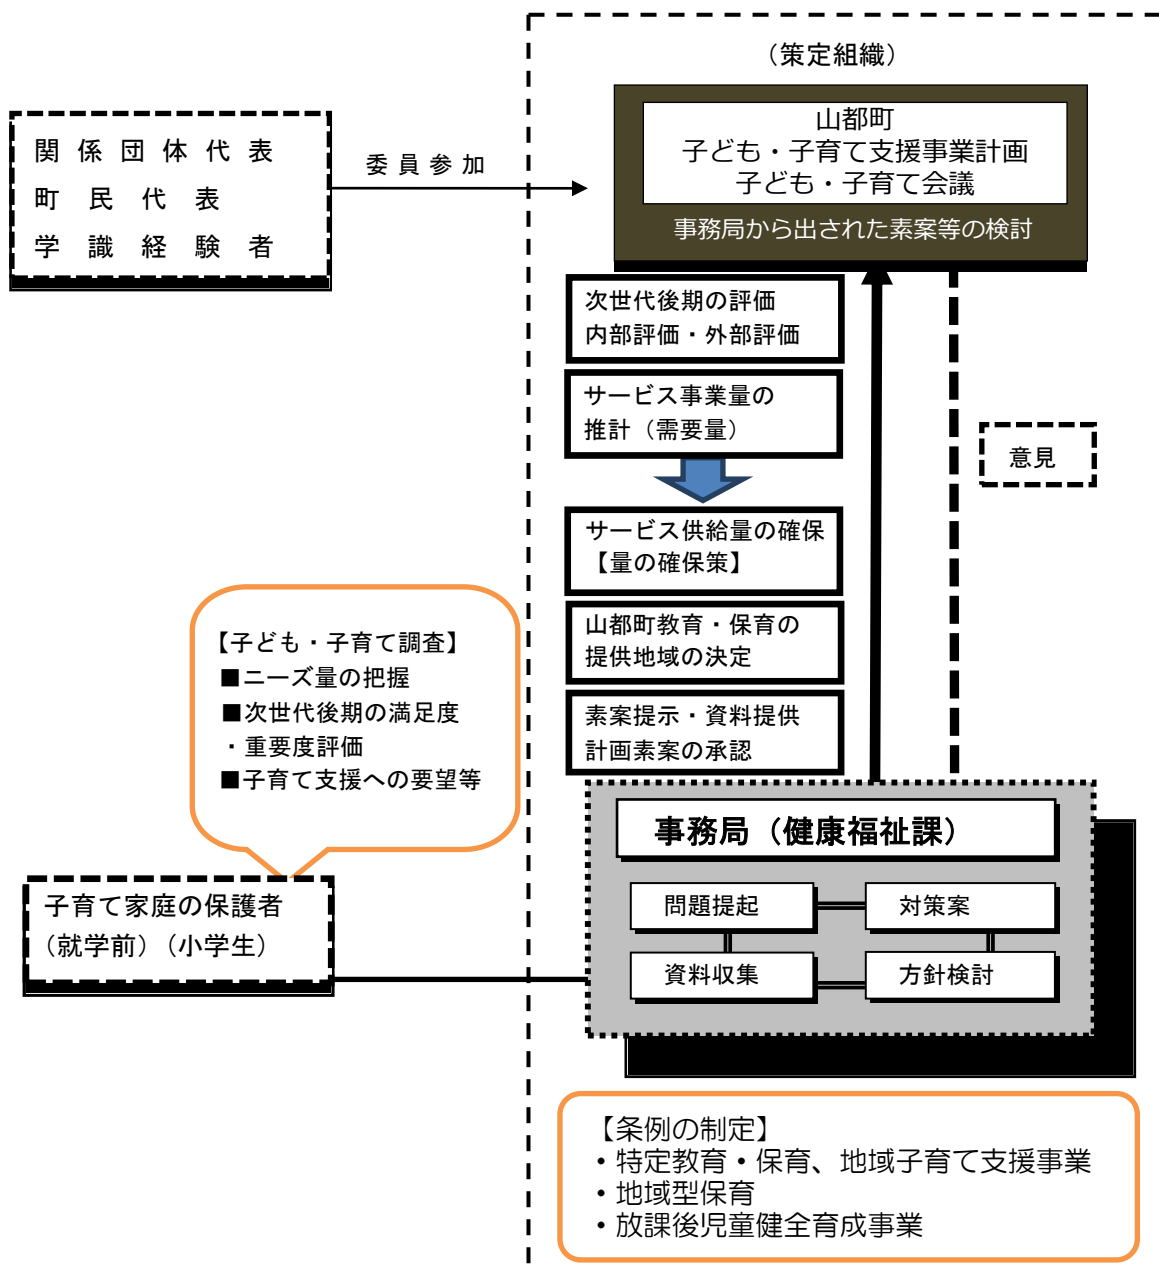 (策定組織)
山都町
子ども・子育て支援事業計画
子ども・子育て会議
事務局から出された素案等の検討
関係団体代表
町民代表
学識経験者
委員参加
次世代後期の評価
内部評価・外部評価
サービス事業量の
推計（需要量）
意見
サービス供給量の確保
【量の確保策】
山都町教育・保育の
提供地域の決定
素案提示・資料提供
計画素案の承認
【子ども・子育て調査】
■ニーズ量の把握
■次世代後期の満足度
・重要度評価
■子育て支援への要望等
子育て家庭の保護者
(就学前) (小学生)
事務局（健康福祉課）
問題提起
対策案
資料収集
方針検討
【条例の制定】
・特定教育・保育、地域子育て支援事業
・地域型保育
・放課後児童健全育成事業